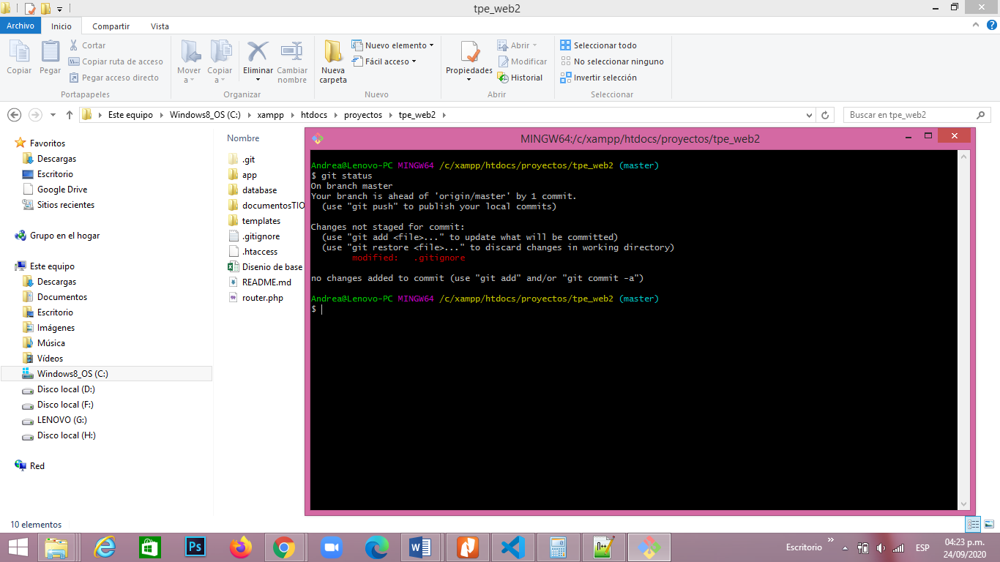 tpe_web2
Archivo
Inicio
Compartir
Vista
Copiar
Pegar
Cortar
Copiar ruta de acceso
Pegar acceso directo
Portapapeles
Mover a
Copiar a
Eliminar
Cambiar nombre
Organizar
Nueva carpeta
Nuevo elemento
Fácil acceso
Nuevo
Propiedades
Abrir
Modificar
Historial
Abrir
Seleccionar todo
No seleccionar ninguno
Invertir selección
Seleccionar
Este equipo
Windows8_OS (C:)
xampp
htdocs
proyectos
tpe_web2
Buscar en tpe_web2
Favoritos
Descargas
Escritorio
Google Drive
Sitios recientes
Grupo en el hogar
Este equipo
Descargas
Documentos
Escritorio
Imágenes
Música
Vídeos
Windows8_OS (C:)
Disco local (D:)
Disco local (F:)
LENOVO (G:)
Disco local (H:)
Red
Nombre
.git
app
database
documentosTIO
templates
.gitignore
.htaccess
Disenio de base
README.md
router.php
MINGW64:/c/xampp/htdocs/proyectos/tpe_web2
Andrea@Lenovo-PC MINGW64 /c/xampp/htdocs/proyectos/tpe_web2 (master)
$ git status
On branch master
Your branch is ahead of 'origin/master' by 1 commit.
(use "git push" to publish your local commits)
Changes not staged for commit:
(use "git add <file>..." to update what will be committed)
(use "git restore <file>..." to discard changes in working directory)
modified: .gitignore
no changes added to commit (use "git add" and/or "git commit -a")
Andrea@Lenovo-PC MINGW64 /c/xampp/htdocs/proyectos/tpe_web2 (master)
$
10 elementos
Ps
Escritorio
ESP
04:23 p.m.
24/09/2020